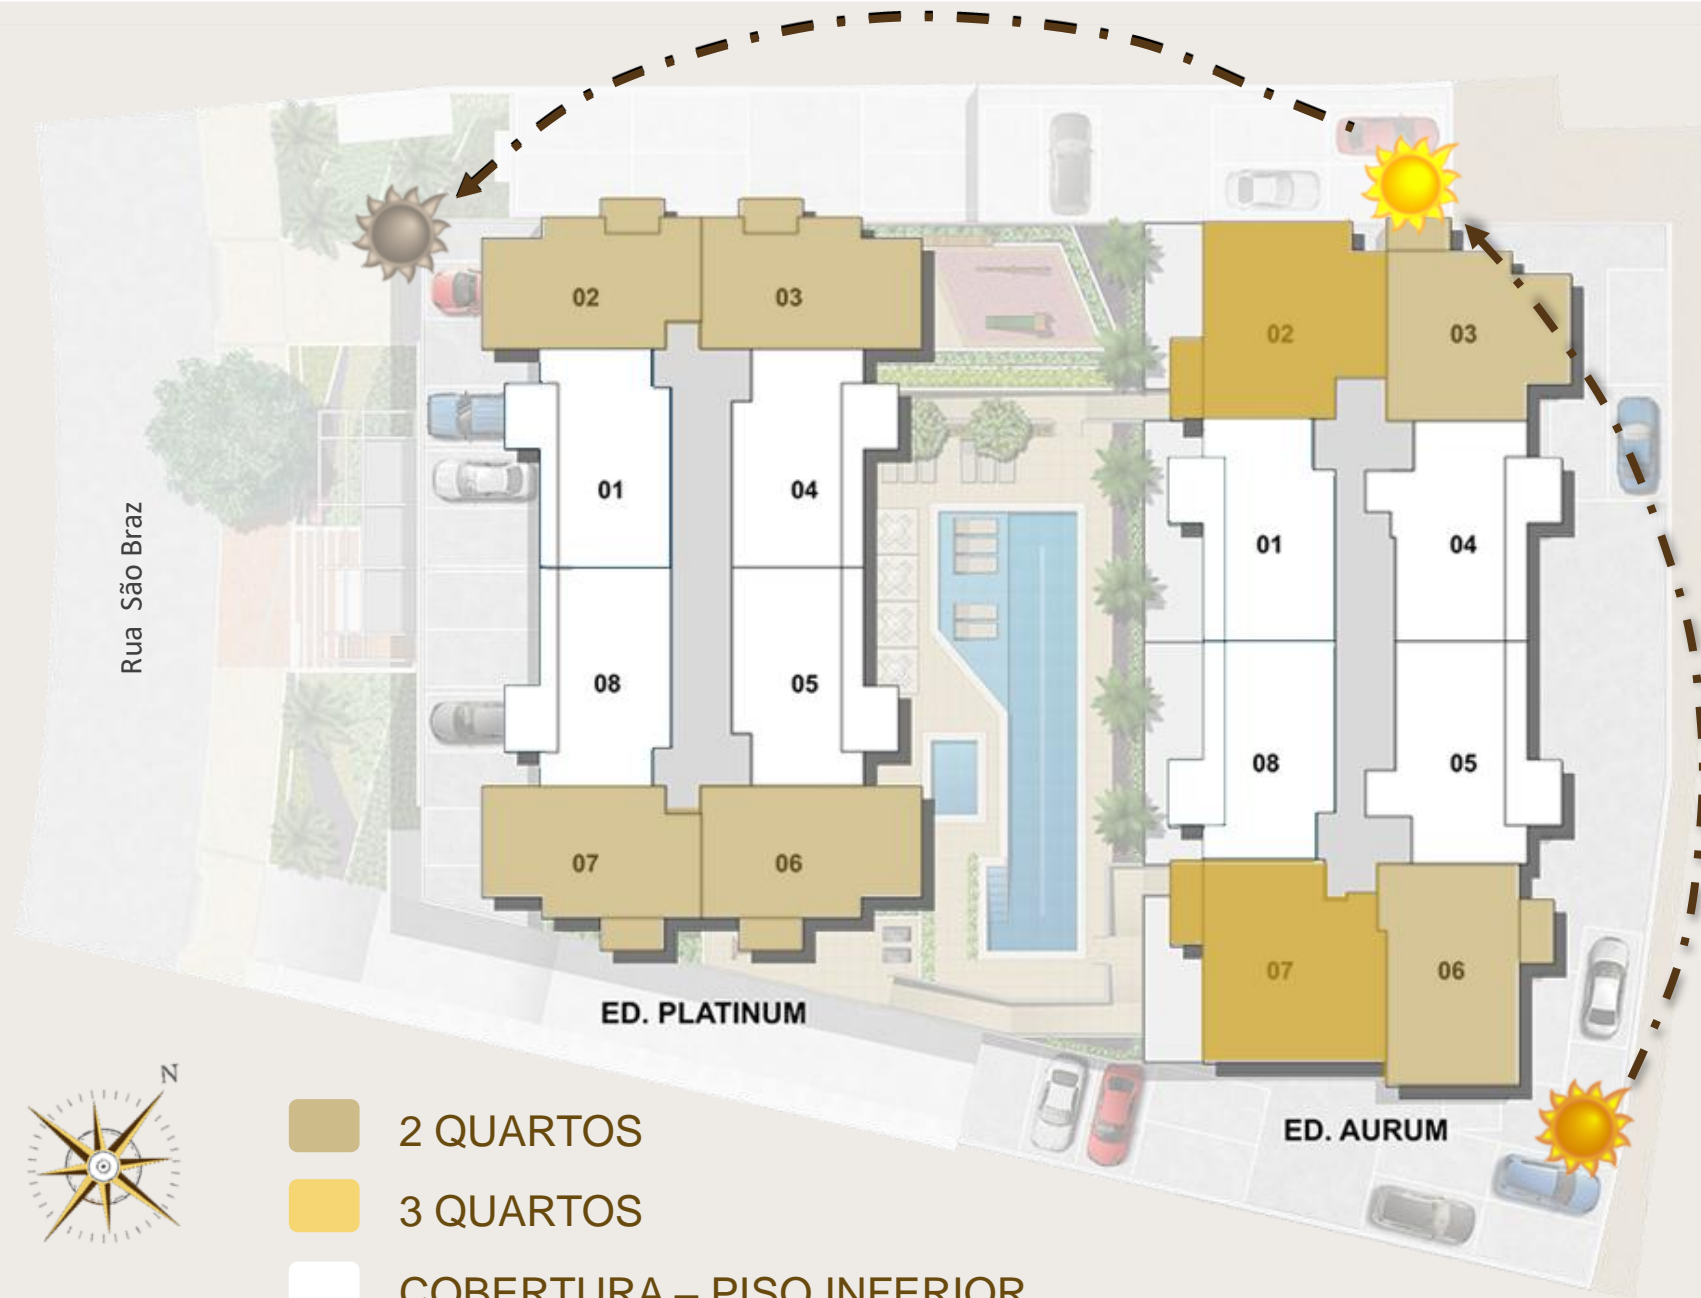 02
03
02
03
01
04
01
04
Rua São Braz
08
05
08
05
07
06
07
06
ED. PLATINUM
ED. AURUM
N
2 QUARTOS
3 QUARTOS
COBERTURA – PISO INFERIOR